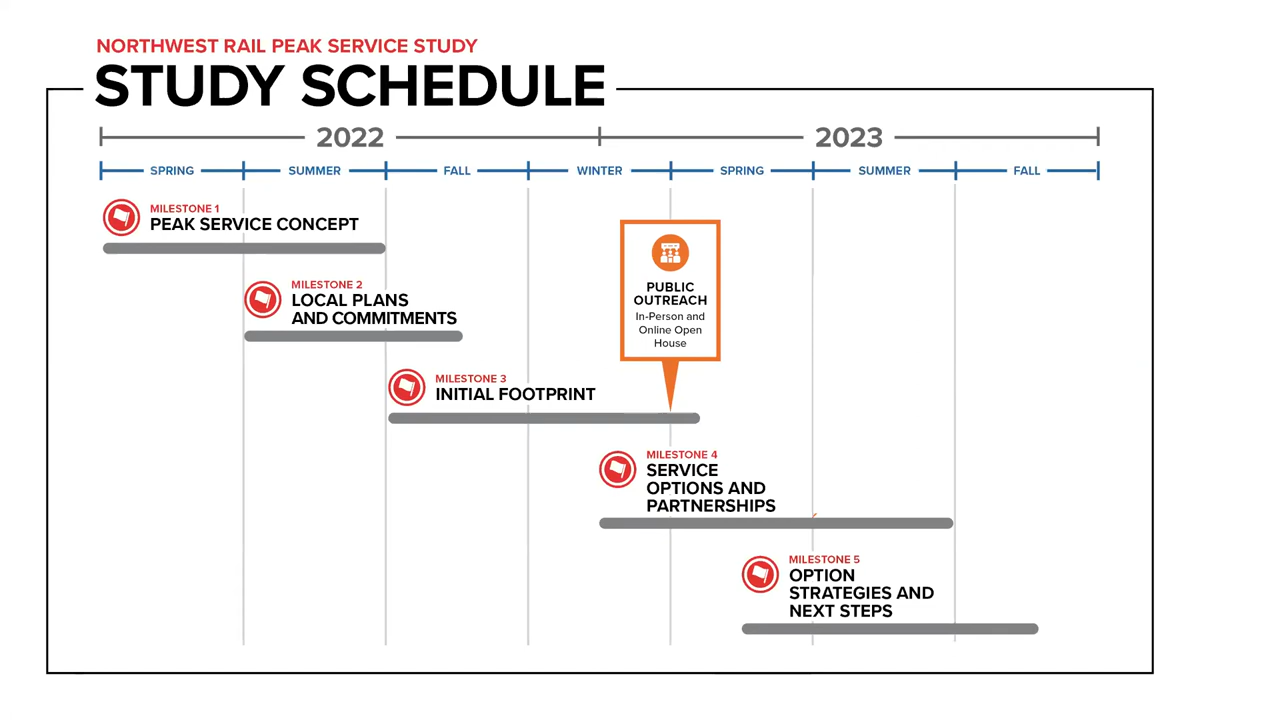 NORTHWEST RAIL PEAK SERVICE STUDY
STUDY SCHEDULE
2022 2023
SPRING SUMMER FALL WINTER SPRING SUMMER FALL
MILESTONE 1
PEAK SERVICE CONCEPT
MILESTONE 2
LOCAL PLANS
AND COMMITMENTS
PUBLIC
OUTREACH
In-Person and
Online Open
House
MILESTONE 3
INITIAL FOOTPRINT
MILESTONE 4
SERVICE
OPTIONS AND
PARTNERSHIPS
MILESTONE 5
OPTION
STRATEGIES AND
NEXT STEPS